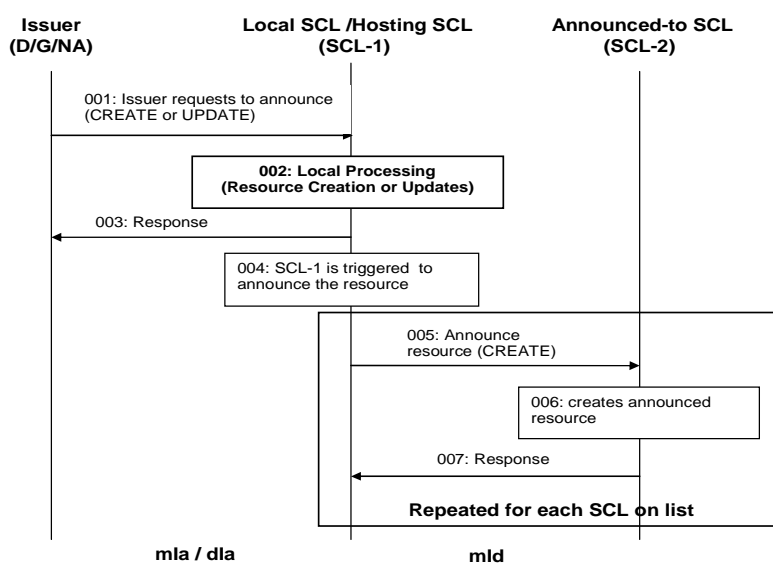 Issuer
(D/G/NA)
Local SCL /Hosting SCL
(SCL-1)
Announced-to SCL
(SCL-2)
001: Issuer requests to announce
(CREATE or UPDATE)
002: Local Processing
(Resource Creation or Updates)
003: Response
004: SCL-1 is triggered to
announce the resource
005: Announce
resource (CREATE)
006: creates announced
resource
007: Response
Repeated for each SCL on list
mIa / dIa
mId